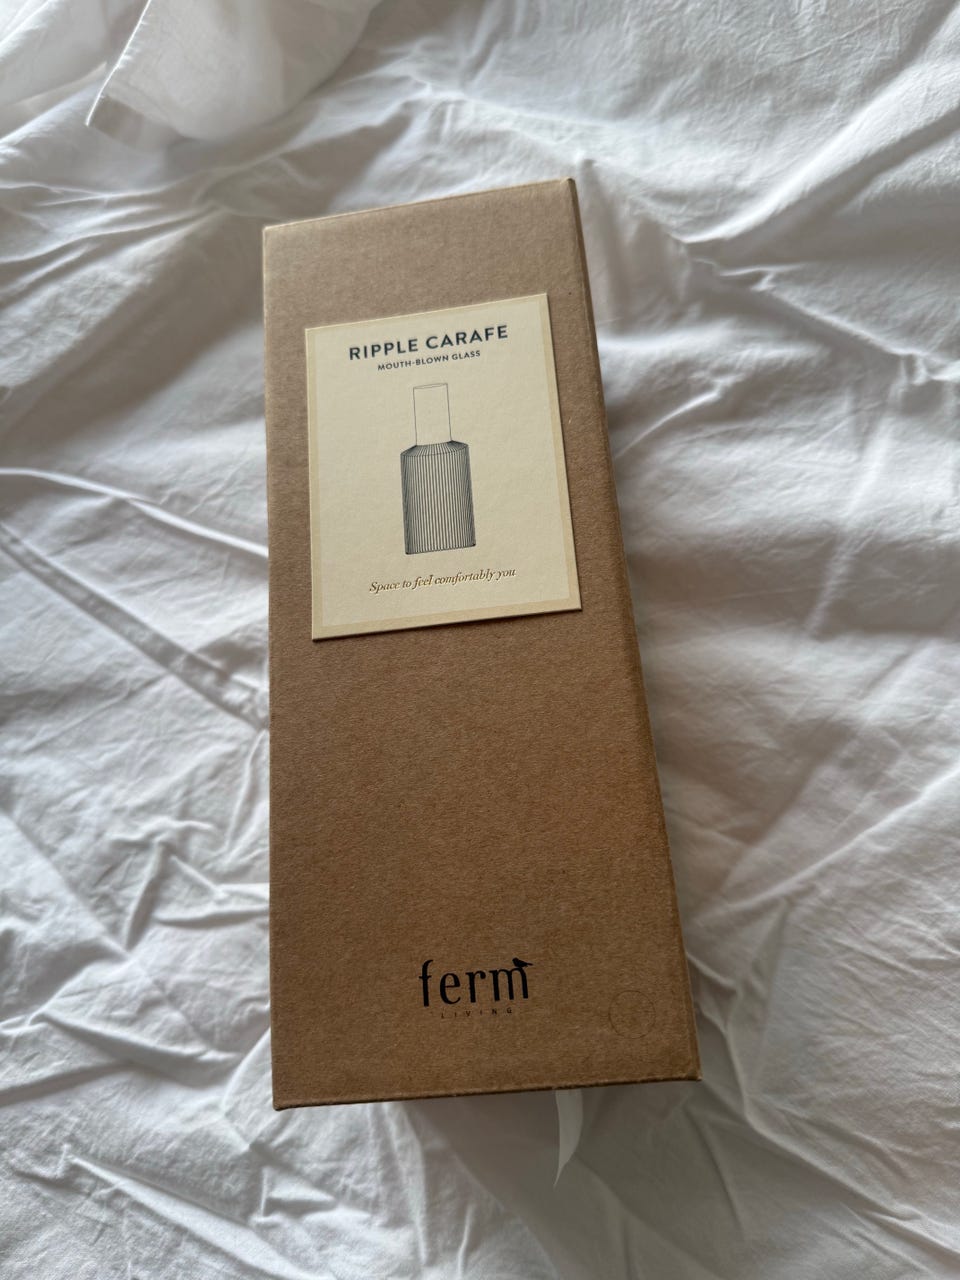 RIPPLE CARAFE
MOUTH-BLOWN GLASS
Space to feel comfortably you
ferm
LIVING